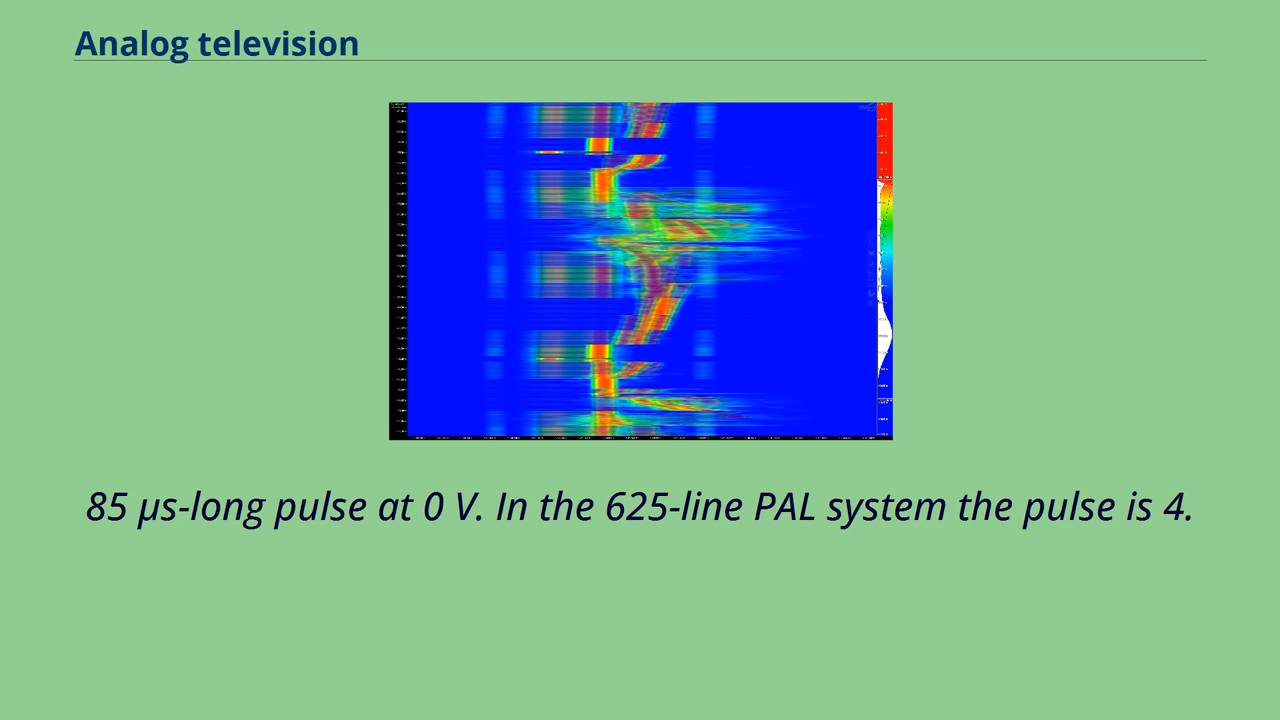 Analog television
85 μs-long pulse at 0 V. In the 625-line PAL system the pulse is 4.